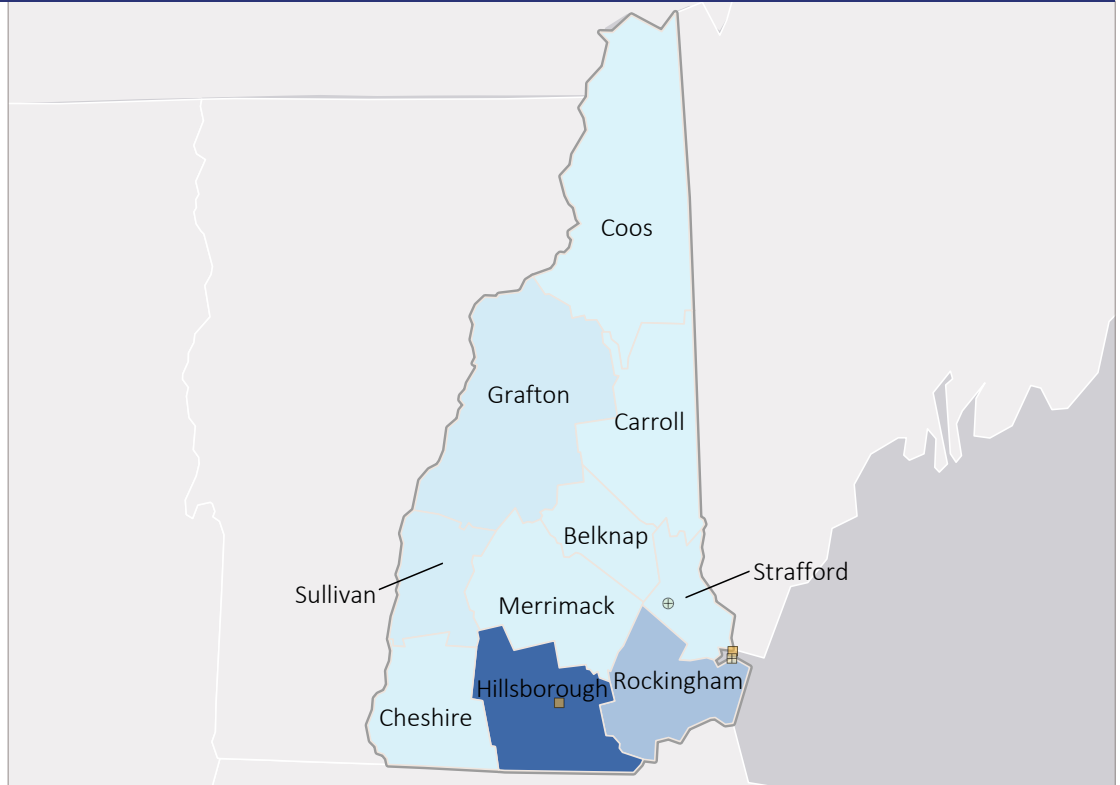 Coos
Grafton
Carroll
Belknap
Strafford
Sullivan
Merrimack
Rockingham
Hillsborough
Cheshire